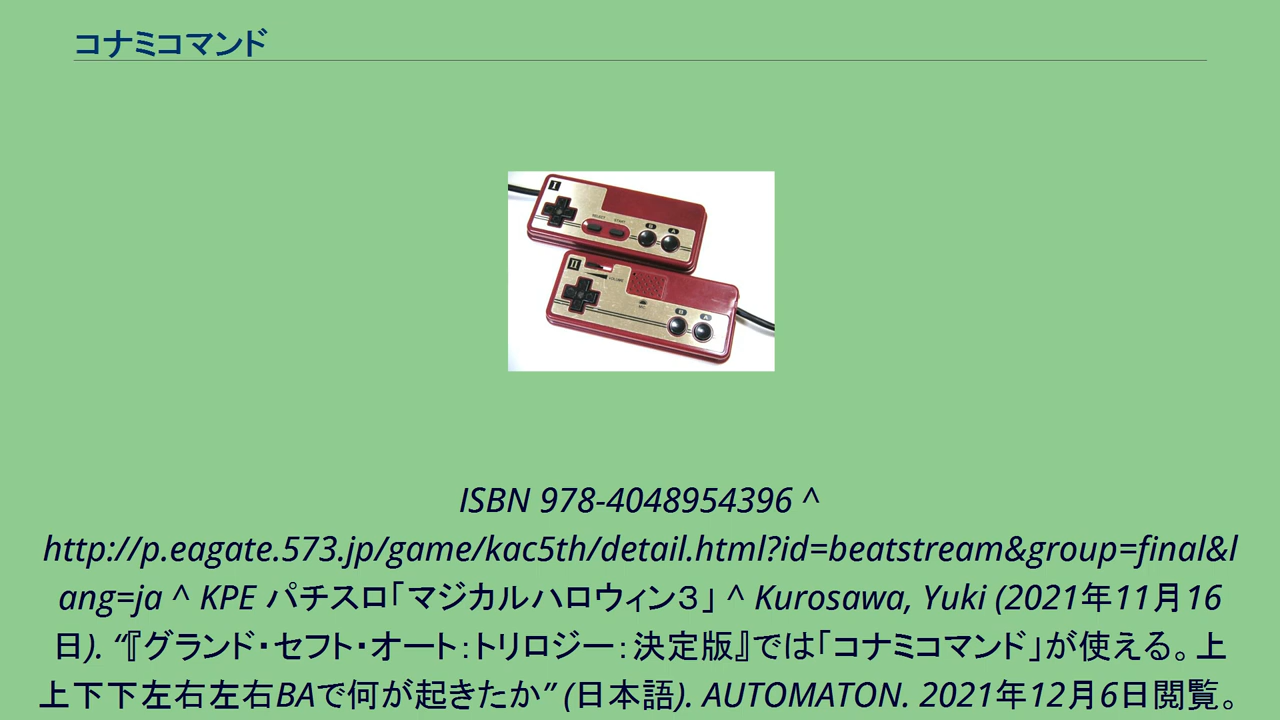 コナミコマンド
I
SELECT START
B A
II
VOLUME
B A
ISBN 978-4048954396 ^
http://p.eagate.573.jp/game/kac5th/detail.html?id=beatstream&group=final&l
ang=ja ^ KPE パチスロ「マジカルハロウィン３」 ^ Kurosawa, Yuki (2021年11月16
日). “『グランド・セフト・オート：トリロジー：決定版』では「コナミコマンド」が使える。上
上下下左右左右BAで何が起きたか” (日本語). AUTOMATON. 2021年12月6日閲覧。